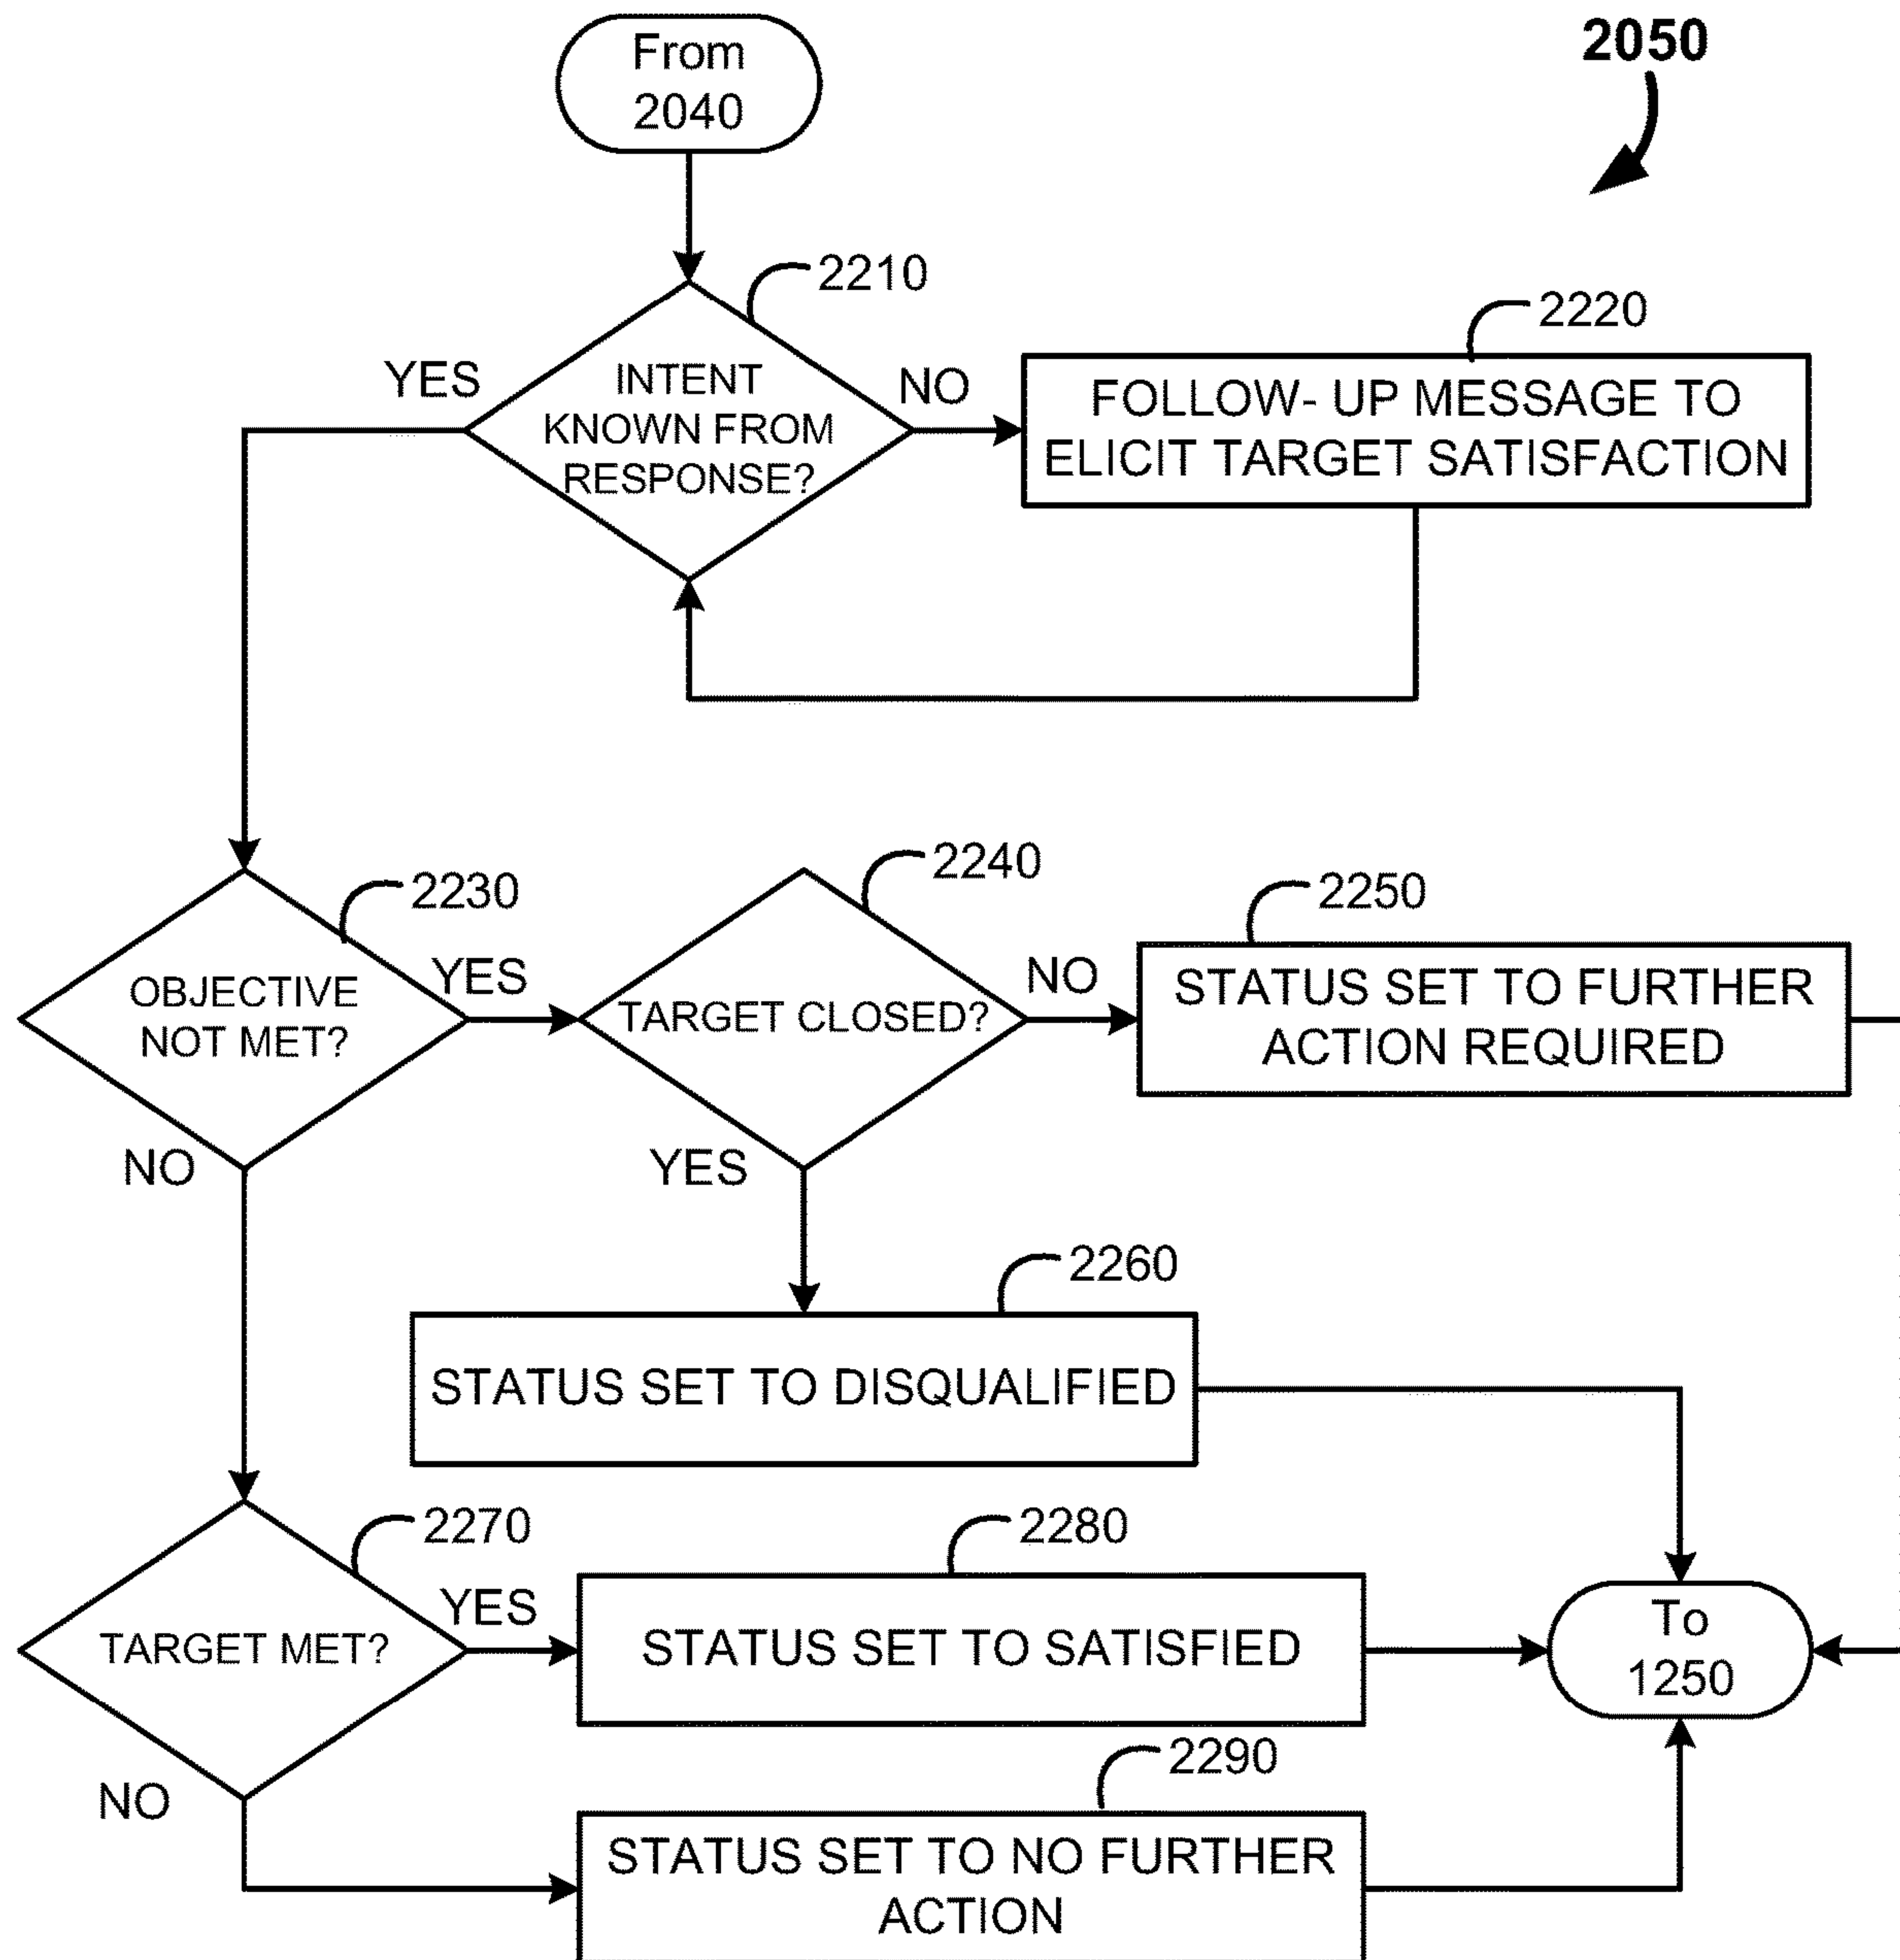 From
2040
2050
2210
2220
YES
INTENT
KNOWN FROM
RESPONSE?
NO
FOLLOW- UP MESSAGE TO
ELICIT TARGET SATISFACTION
2230
2240
2250
OBJECTIVE
NOT MET?
YES
TARGET CLOSED?
NO
STATUS SET TO FURTHER
ACTION REQUIRED
NO
YES
2260
STATUS SET TO DISQUALIFIED
2270
2280
TARGET MET?
YES
STATUS SET TO SATISFIED
To
1250
NO
2290
STATUS SET TO NO FURTHER
ACTION